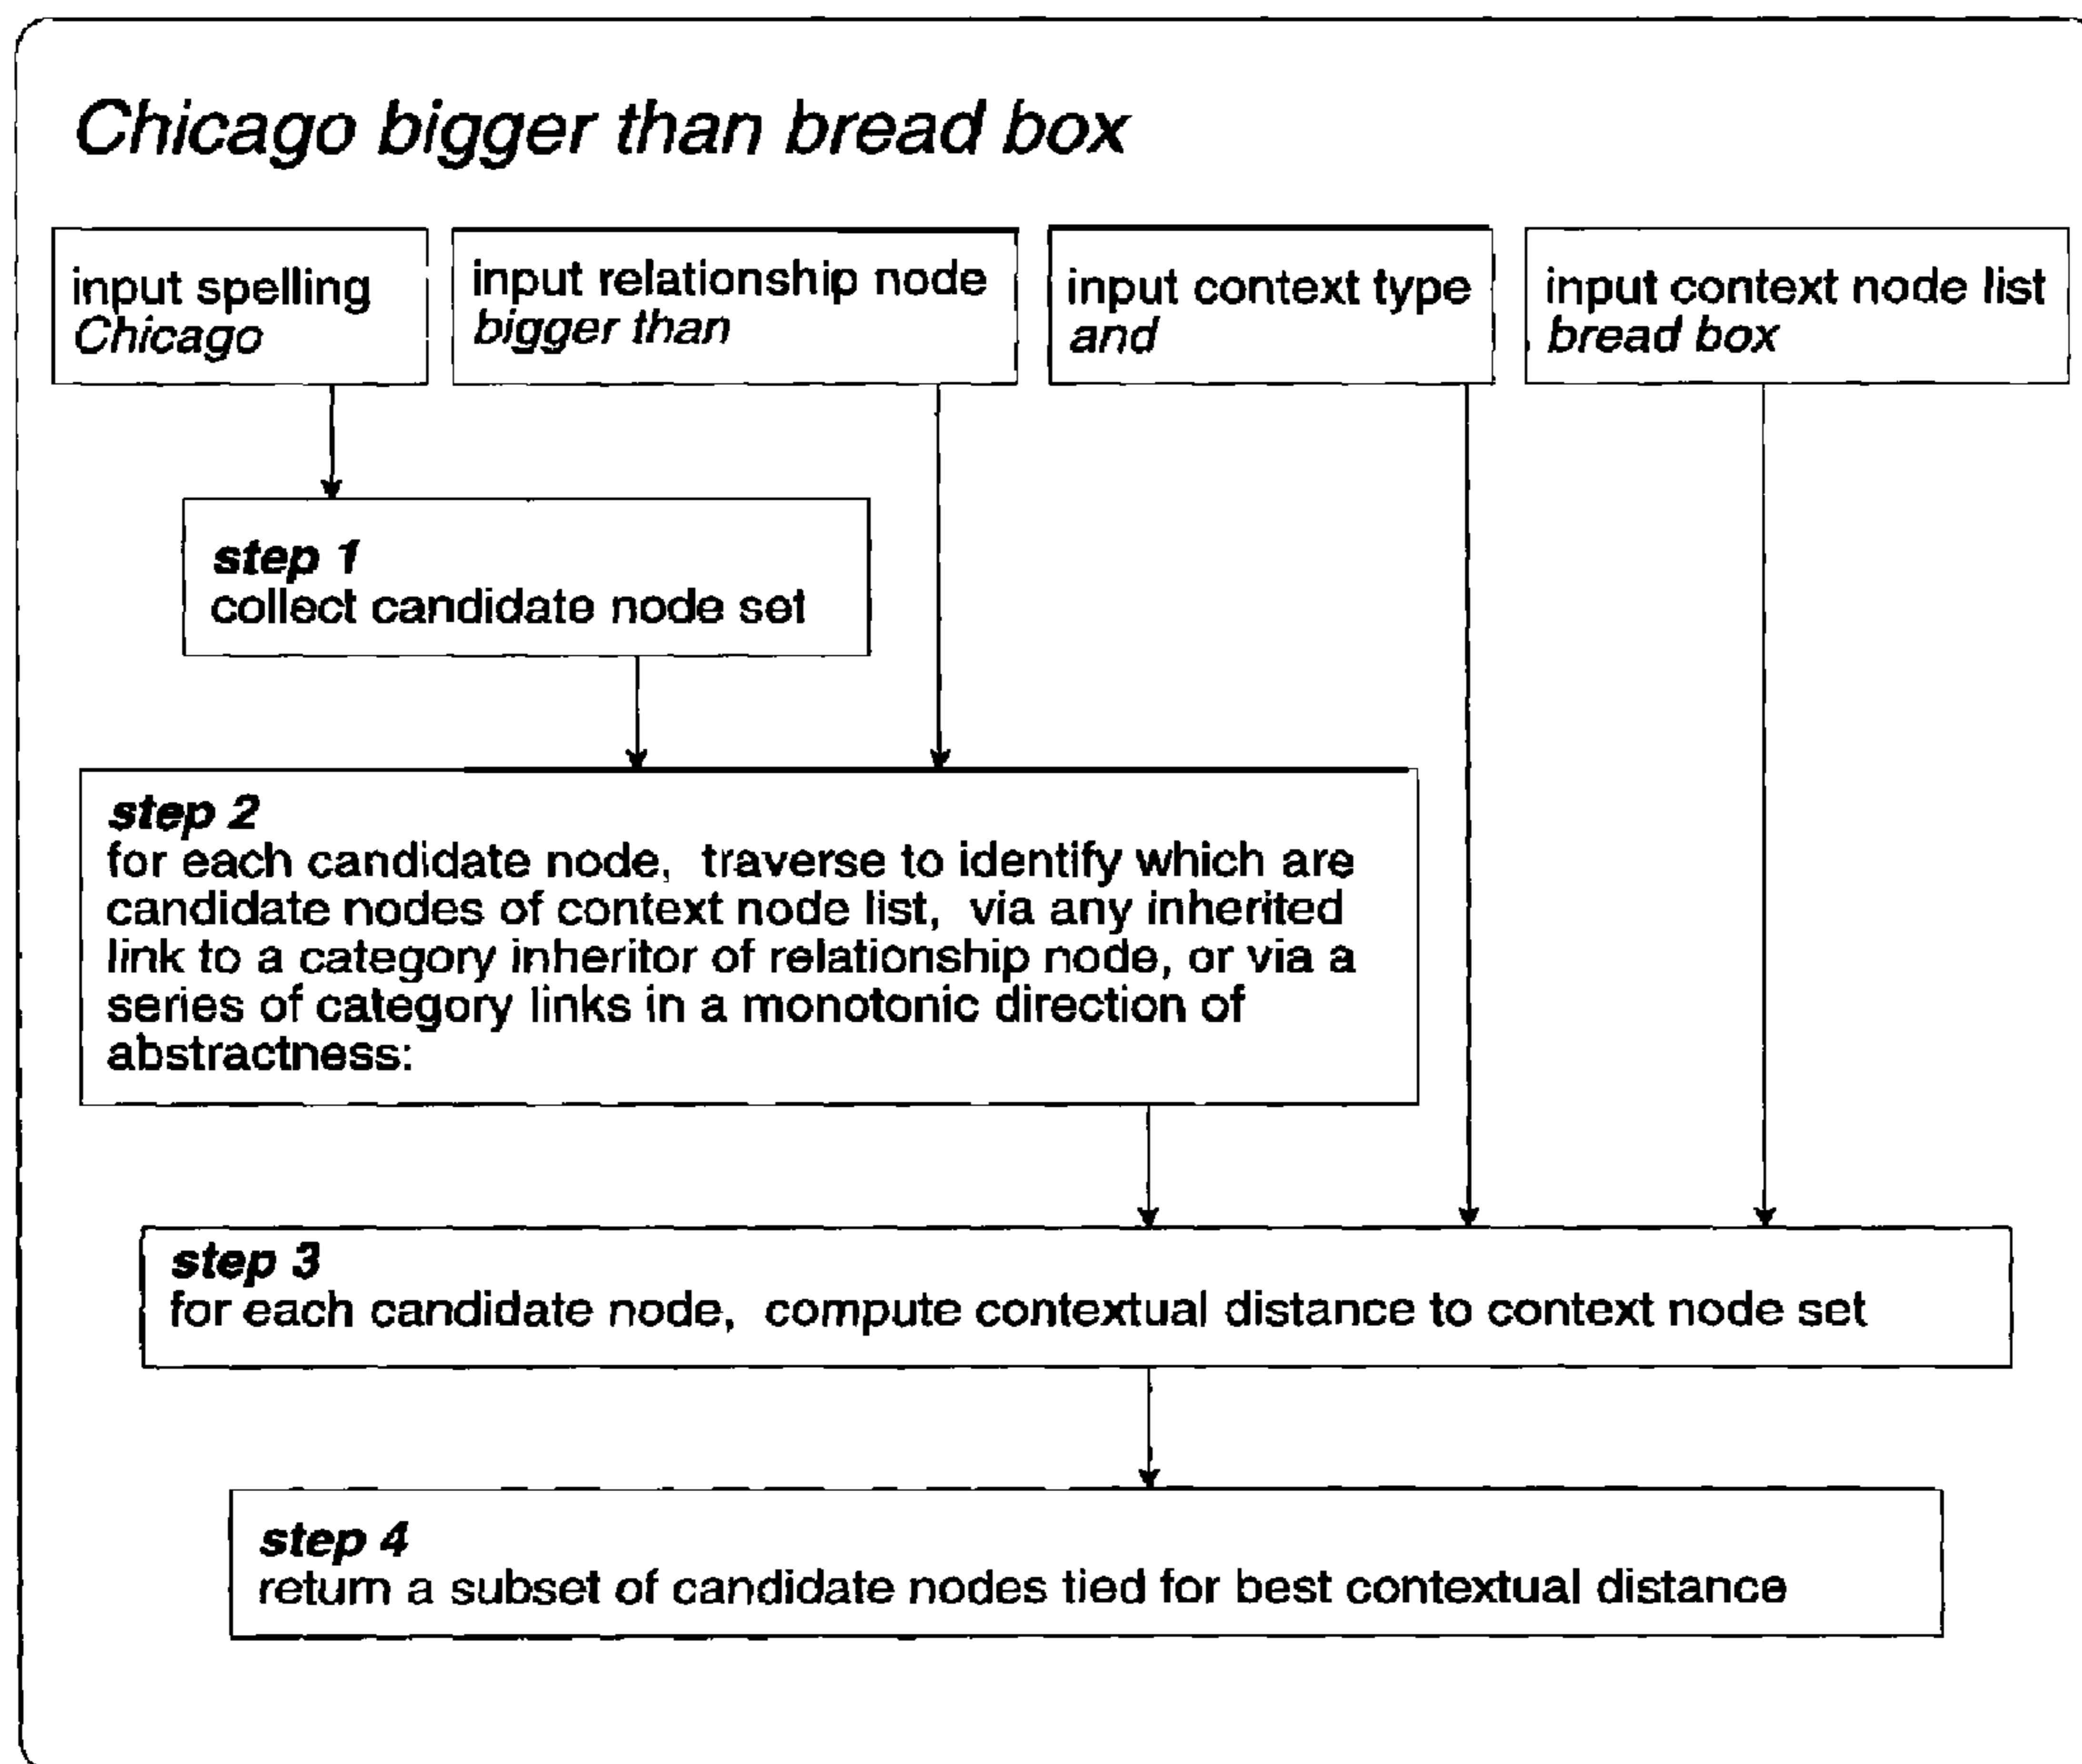 Chicago bigger than bread box
input spelling
Chicago
input relationship node
bigger than
input context type
and
input context node list
bread box
step 1
collect candidate node set
step 2
for each candidate node, traverse to identify which are
candidate nodes of context node list, via any inherited
link to a category inheritor of relationship node, or via a
series of category links in a monotonic direction of
abstractness:
step 3
for each candidate node, compute contextual distance to context node set
step 4
return a subset of candidate nodes tied for best contextual distance